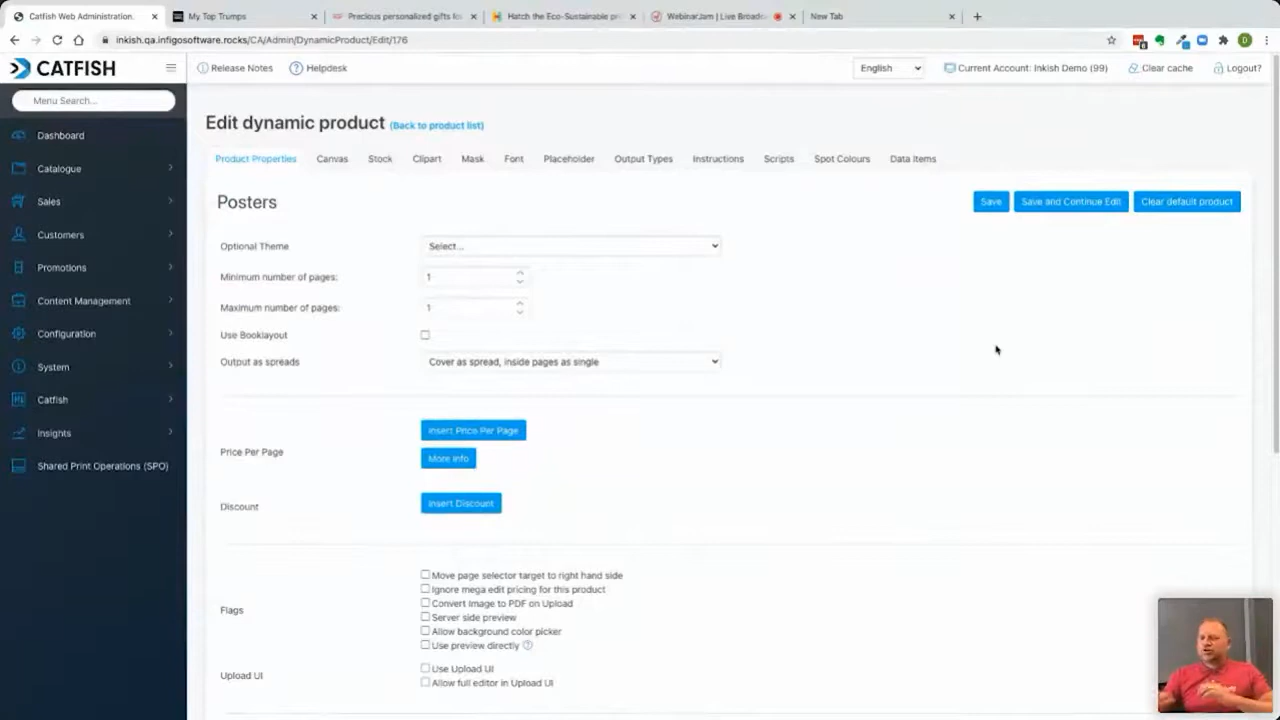 Catfish Web Administration.
My Top Trumps
Precious personalized gifts fo
Hatch the Eco-Sustainable pr
WebinarJam | Live Broadc
New Tab
inkish.qa.infigosoftware.rocks/CA/Admin/DynamicProduct/Edit/176
CATFISH
Release Notes
Helpdesk
English
Current Account: Inkish Demo (99)
Clear cache
Logout?
Menu Search...
Dashboard
Catalogue
Sales
Customers
Promotions
Content Management
Configuration
System
Catfish
Insights
Shared Print Operations (SPO)
Edit dynamic product (Back to product list)
Product Properties
Canvas
Stock
Clipart
Mask
Font
Placeholder
Output Types
Instructions
Scripts
Spot Colours
Data Items
Posters
Save
Save and Continue Edit
Clear default product
Optional Theme
Select...
Minimum number of pages:
1
Maximum number of pages:
1
Use Booklayout
Output as spreads
Cover as spread, inside pages as single
Price Per Page
Insert Price Per Page
More info
Discount
Insert Discount
Flags
Move page selector target to right hand side
Ignore mega edit pricing for this product
Convert Image to PDF on Upload
Server side preview
Allow background color picker
Use preview directly
Upload UI
Use Upload UI
Allow full editor in Upload UI